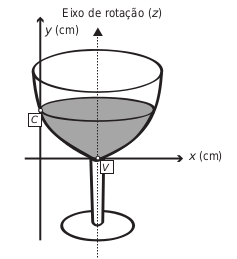 Eixo de rotação (z)
y (cm)
C
x (cm)
V